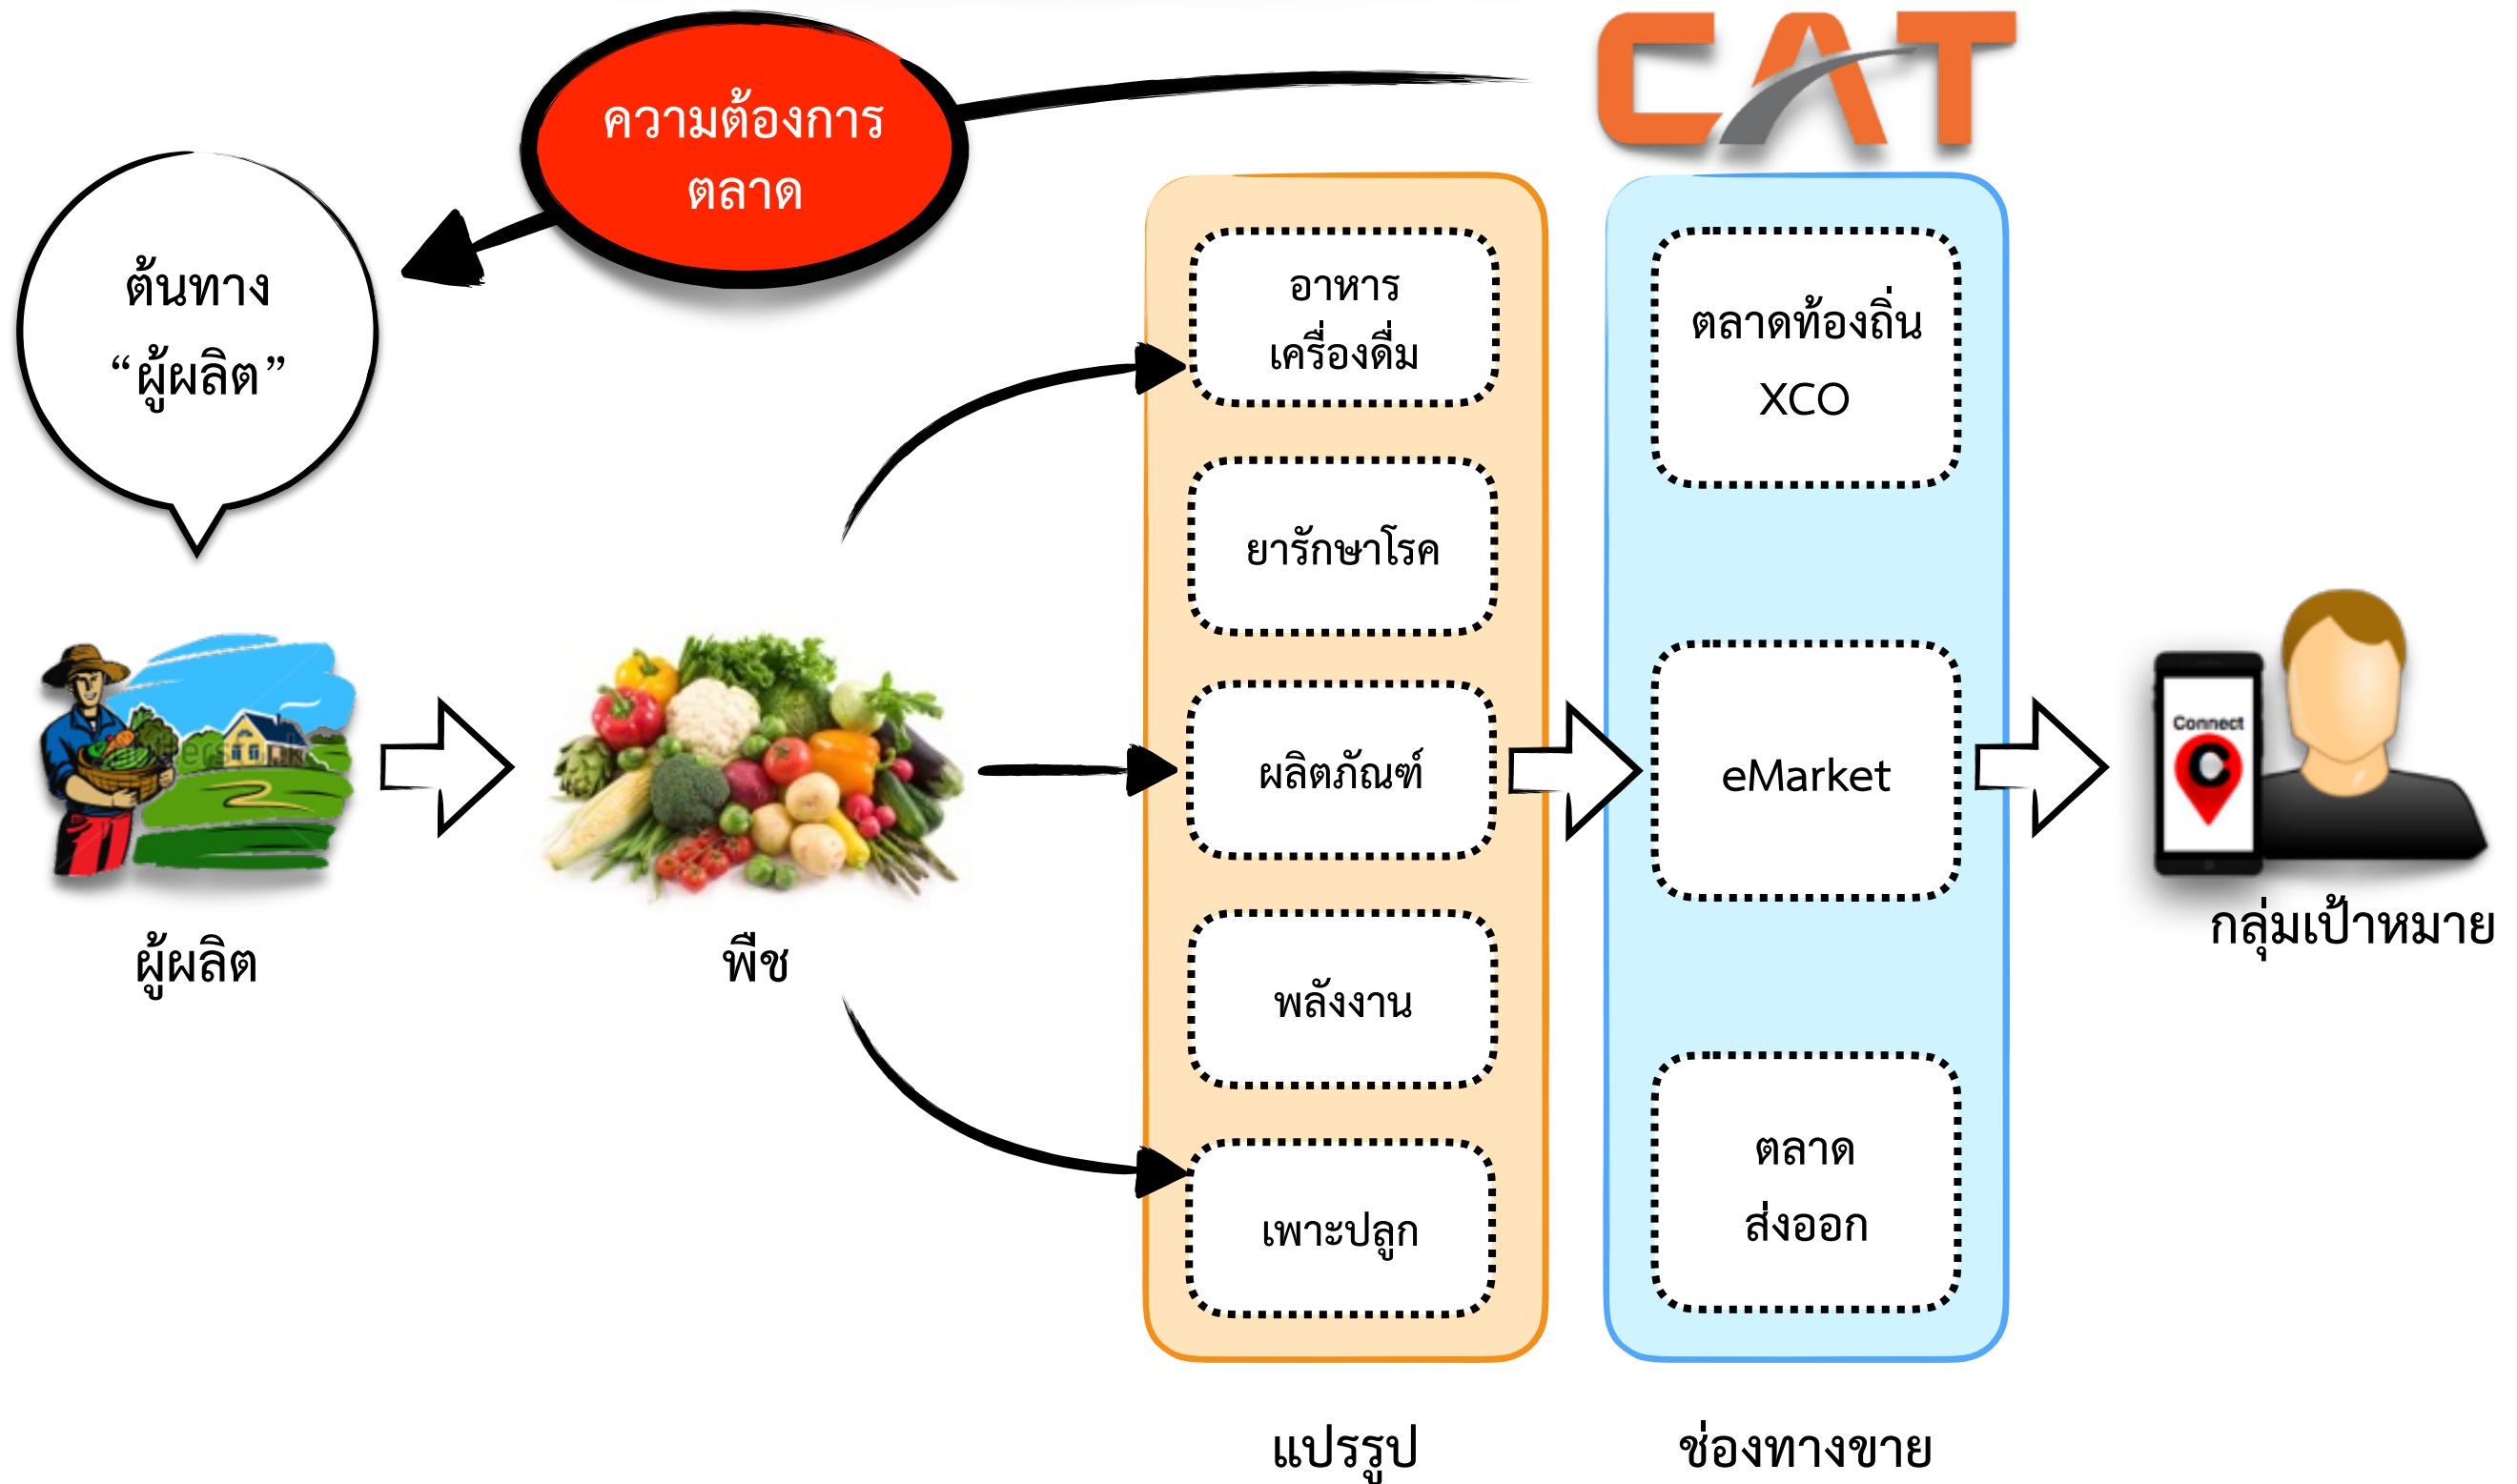 CAT
ความต้องการ
ตลาด
ต้นทาง
“ผู้ผลิต”
ผู้ผลิต
พืช
อาหาร
เครื่องดื่ม
ยารักษาโรค
ผลิตภัณฑ์
พลังงาน
เพาะปลูก
แปรรูป
ตลาดท้องถิ่น
XCO
eMarket
ตลาด
ส่งออก
ช่องทางขาย
Connect
C
กลุ่มเป้าหมาย